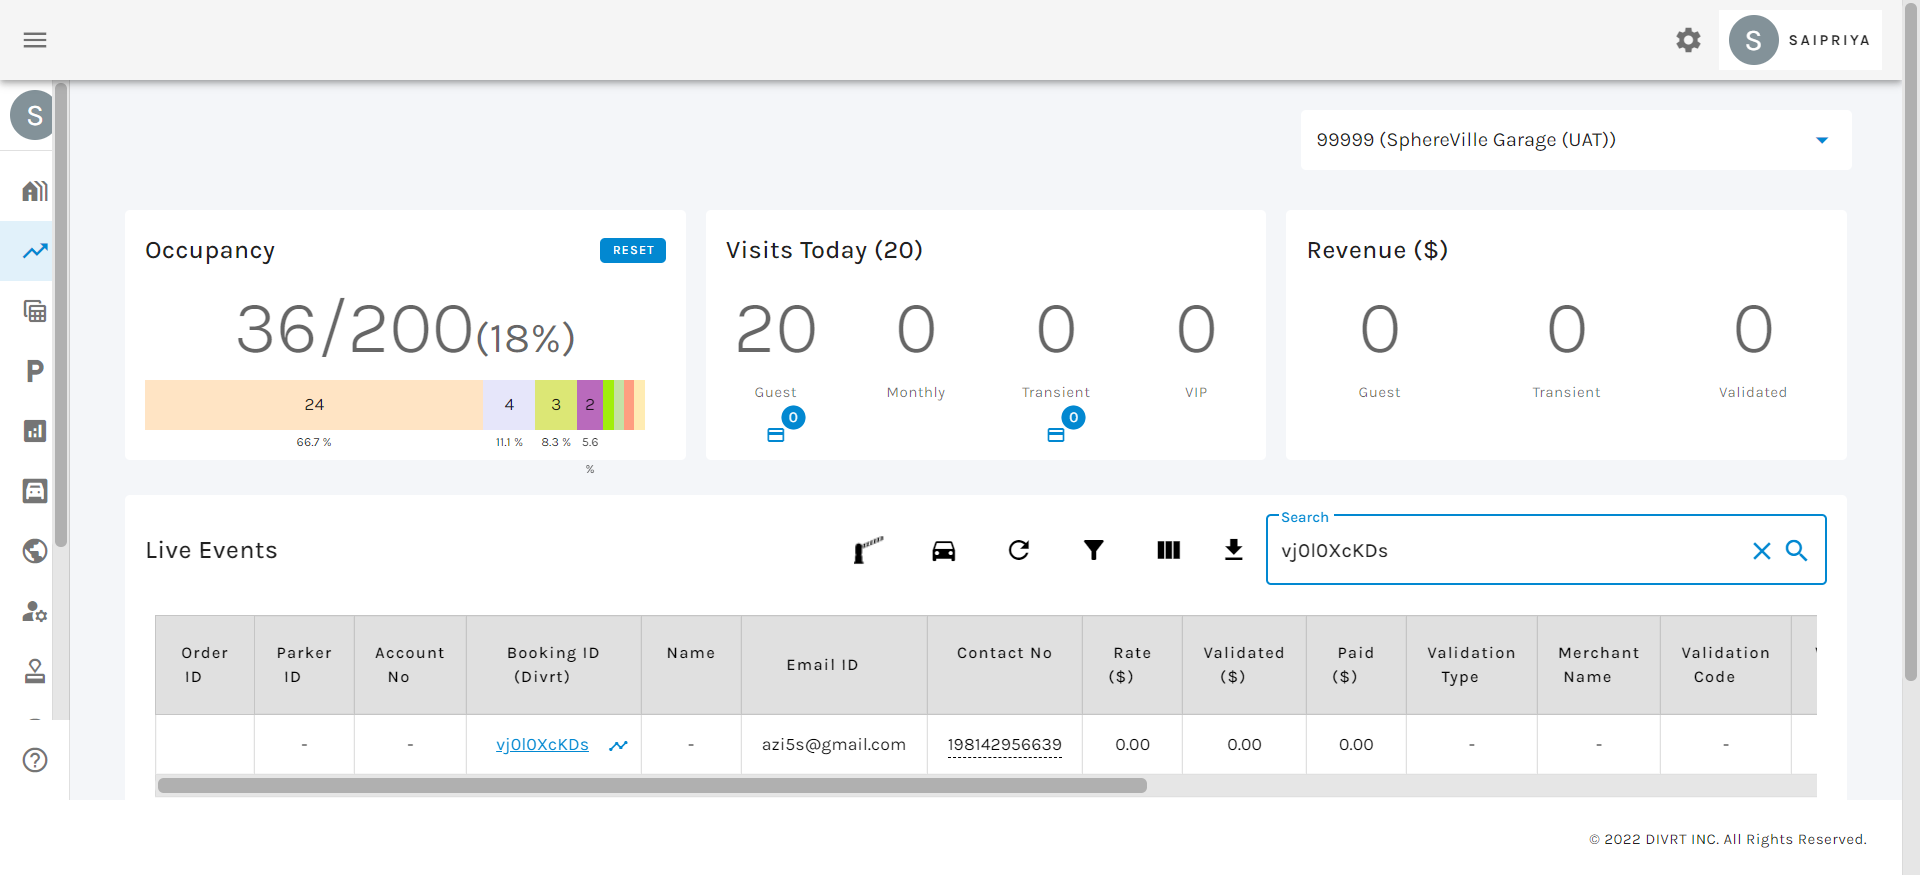 S
SAIPRIYA
S
99999 (SphereVille Garage (UAT))
Occupancy
RESET
36/200(18%)
24 4 3 2
66.7 % 11.1 % 8.3 % 5.6 %
Visits Today (20)
20 0 0 0
Guest Monthly Transient VIP
0 0
Revenue ($)
0 0 0
Guest Transient Validated
P
Live Events
Search
vj0l0XcKDs
Order ID Parker ID Account No Booking ID (Divrt) Name Email ID Contact No Rate ($) Validated ($) Paid ($) Validation Type Merchant Name Validation Code
- - vj0l0XcKDs - azi5s@gmail.com 198142956639 0.00 0.00 0.00 - - -
© 2022 DIVRT INC. All Rights Reserved.